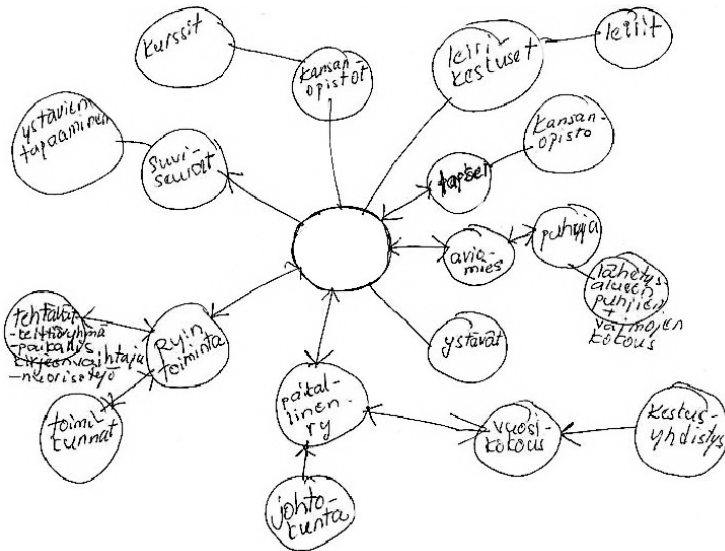 kurssit
kansan-
opistot
leiri-
keskuset
leirit
ystävien
tapaaminen
suvi-
seurat
lapset
kansan-
opisto
avio-
mies
puhuja
lähetys
alueen
puhujien
+
vaimojen
kokous
ystävät
tehtävät
-telttaryhmä
-paikallis
kirjeenvaihtaja
-nuorisotyö
ry:n
toiminta
toimi-
kunnat
paikal-
linen
ry
johto-
kunta
vuosi-
kokous
keskus-
yhdistys